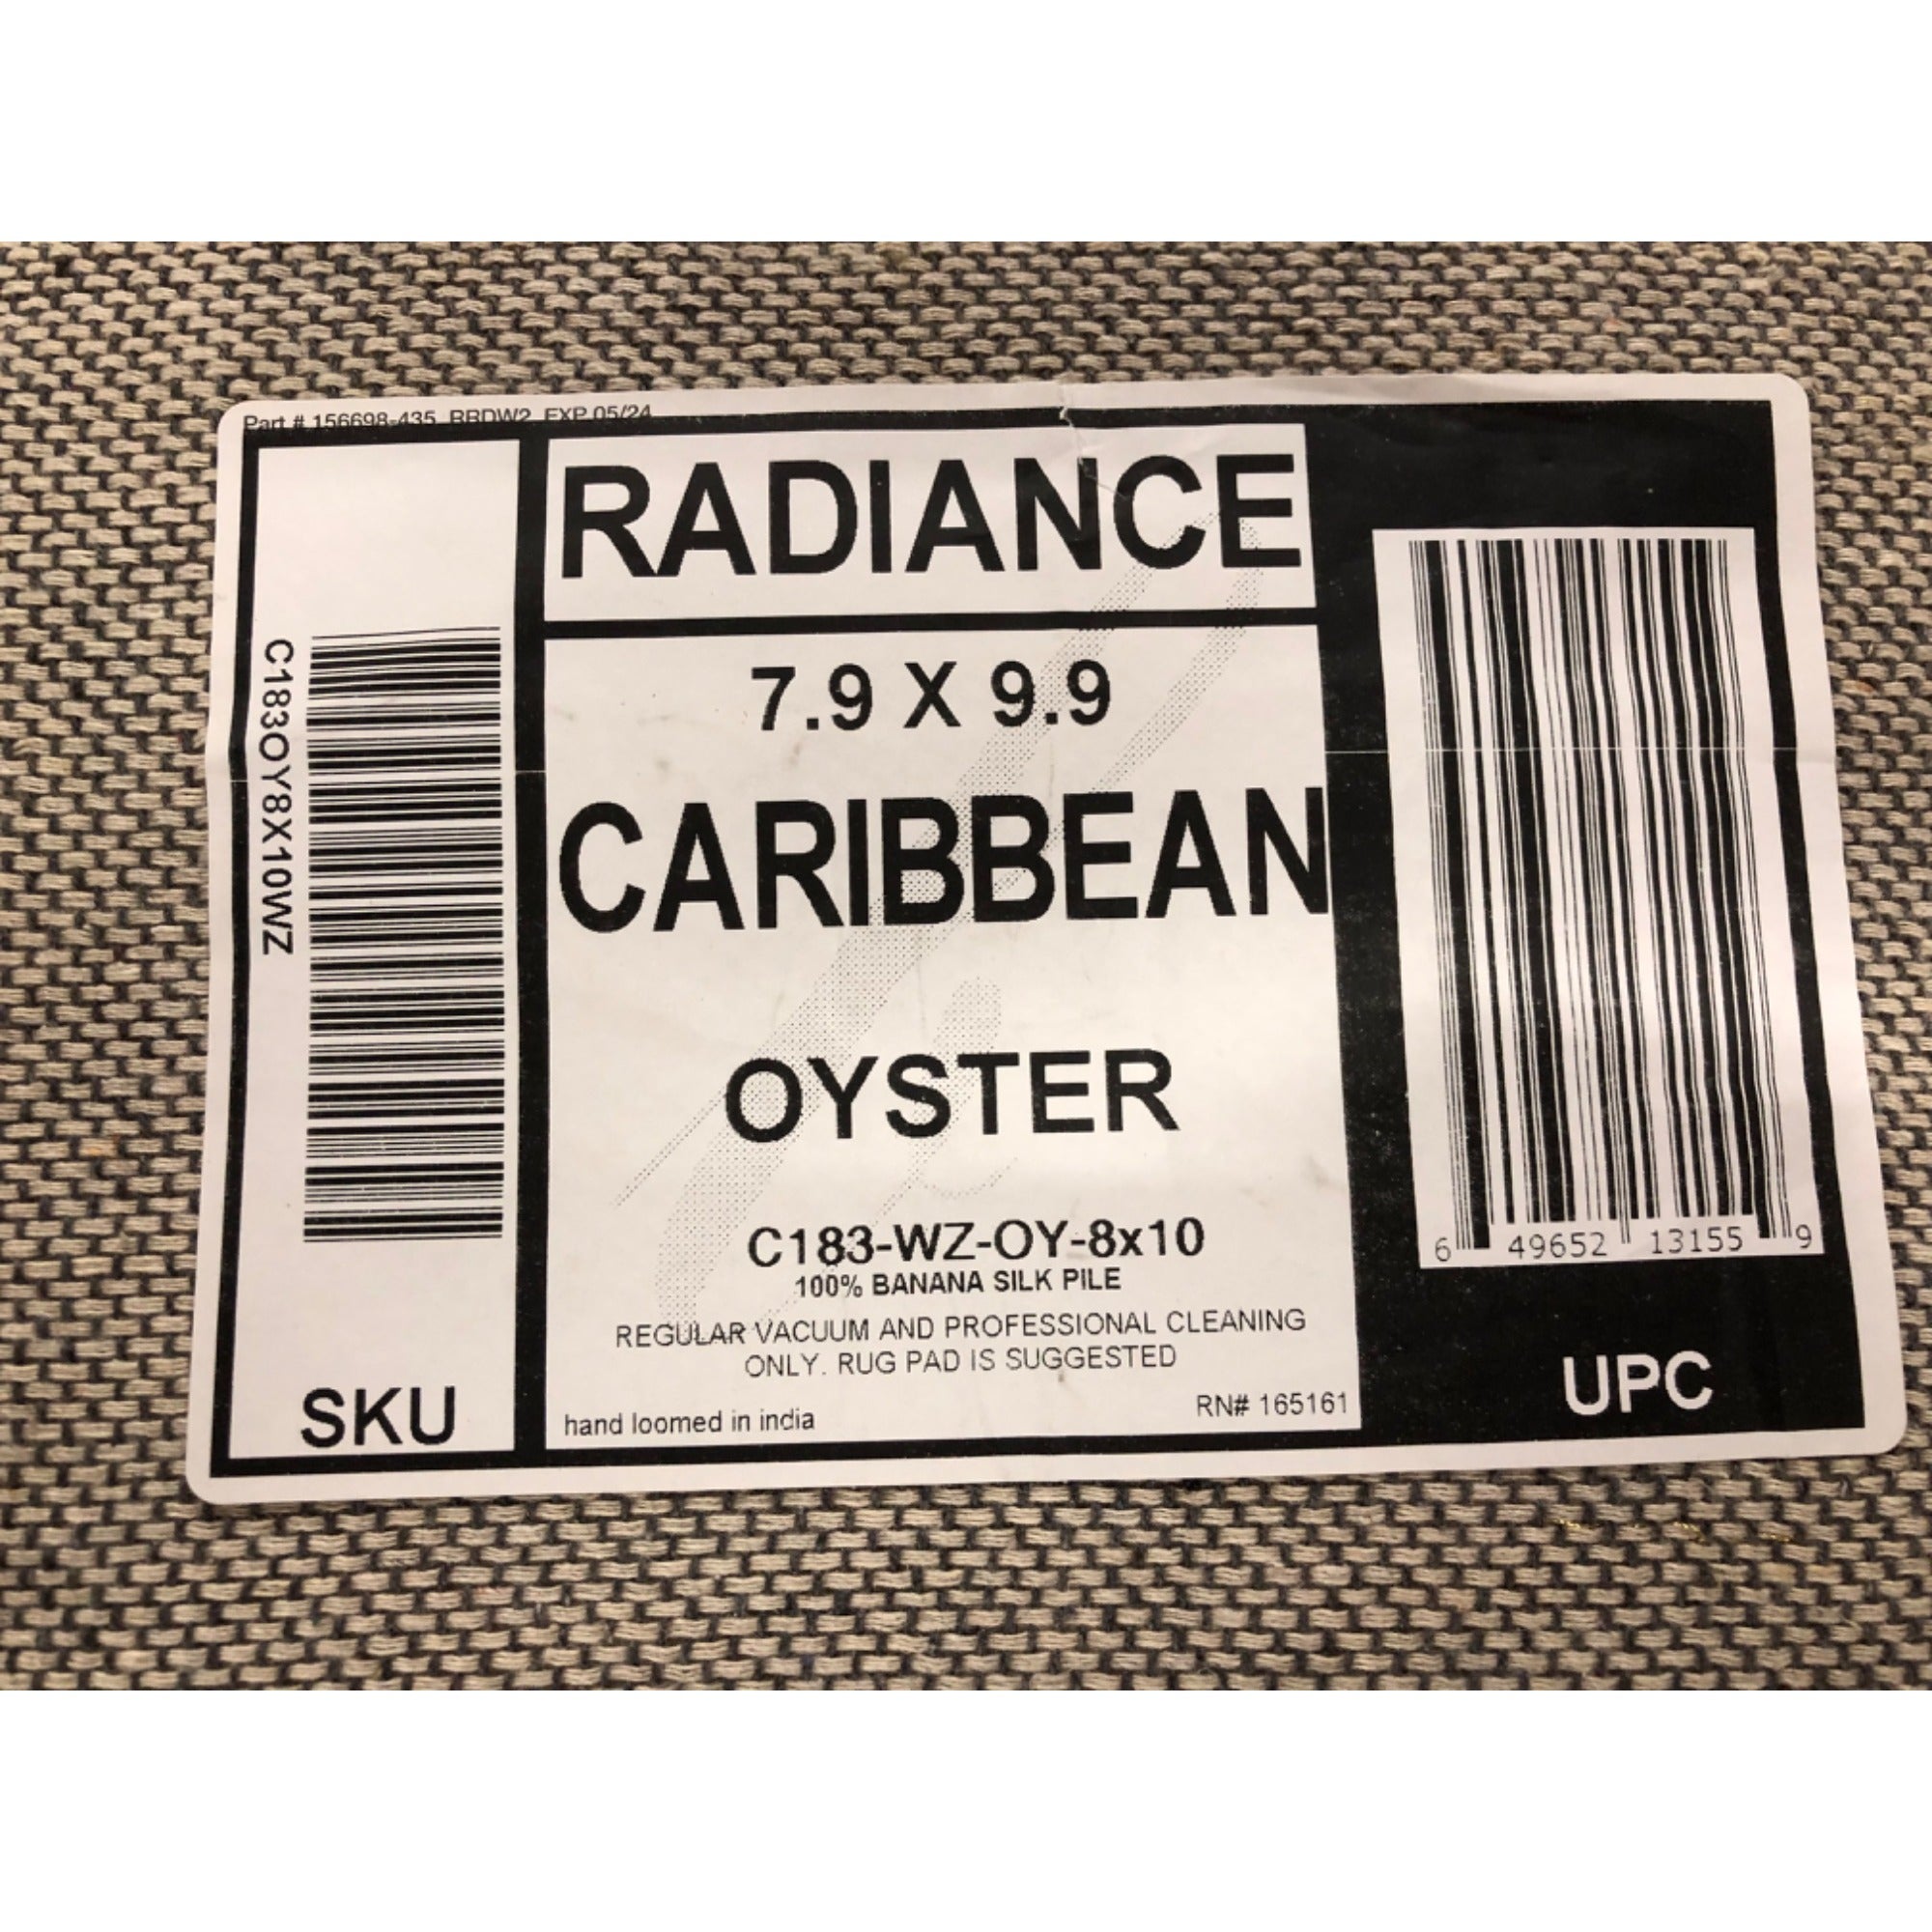 Part # 156698-435 RRDW2 EXP 05/24
RADIANCE
7.9 X 9.9
CARIBBEAN
OYSTER
C183-WZ-OY-8x10
100% BANANA SILK PILE
REGULAR VACUUM AND PROFESSIONAL CLEANING
ONLY. RUG PAD IS SUGGESTED
hand loomed in india
RN# 165161
C183OY8X10WZ
SKU
6 49652 13155 9
UPC